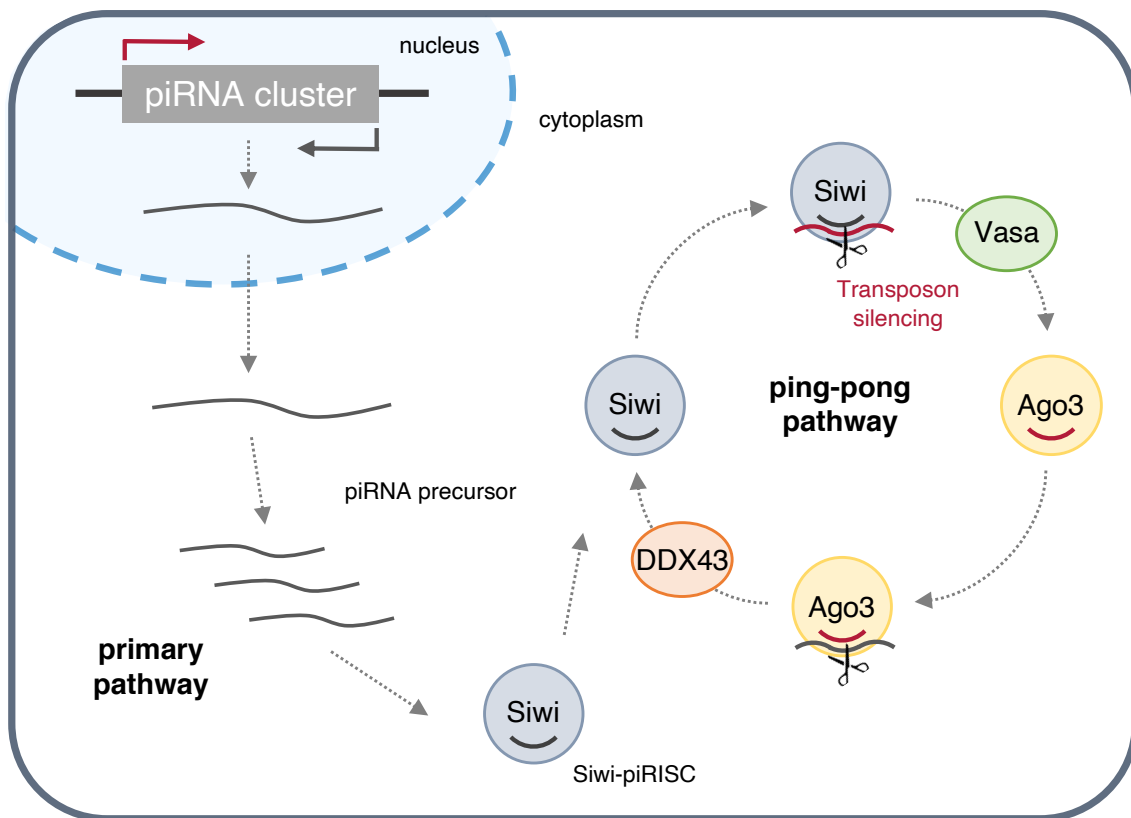 nucleus
piRNA cluster
cytoplasm
Siwi
Vasa
Transposon
silencing
Siwi
ping-pong
pathway
Ago3
piRNA precursor
DDX43
Ago3
primary
pathway
Siwi
Siwi-piRISC